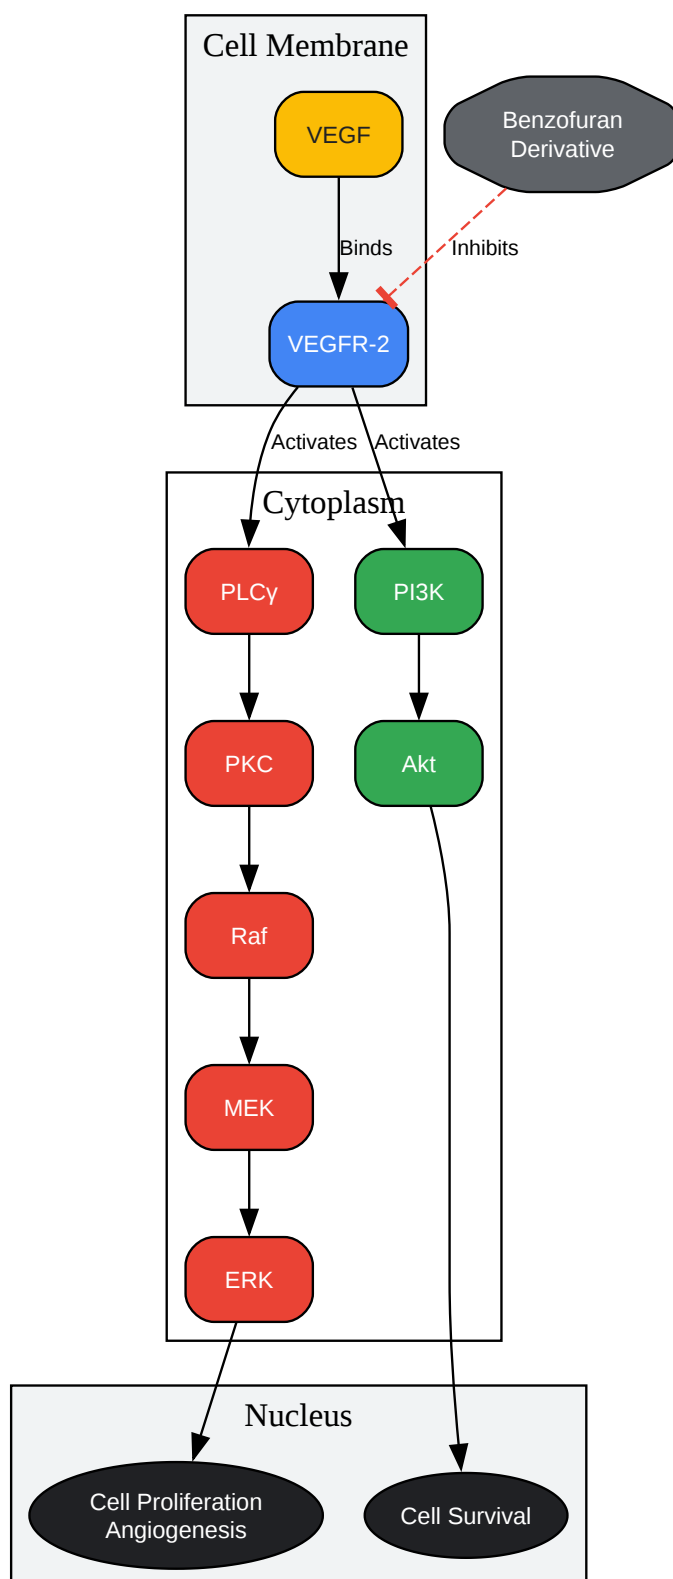 Cell Membrane
VEGF
Benzofuran
Derivative
Binds
Inhibits
VEGFR-2
Activates
Activates
Cytoplasm
PLCγ
PI3K
PKC
Akt
Raf
MEK
ERK
Nucleus
Cell Proliferation
Angiogenesis
Cell Survival